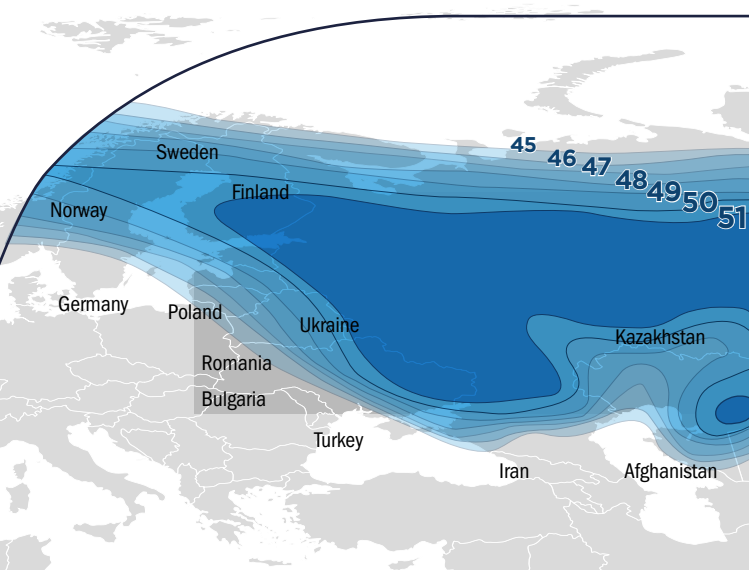 45
46
47
48
49
50
51
Sweden
Finland
Norway
Germany
Poland
Ukraine
Kazakhstan
Romania
Bulgaria
Turkey
Iran
Afghanistan